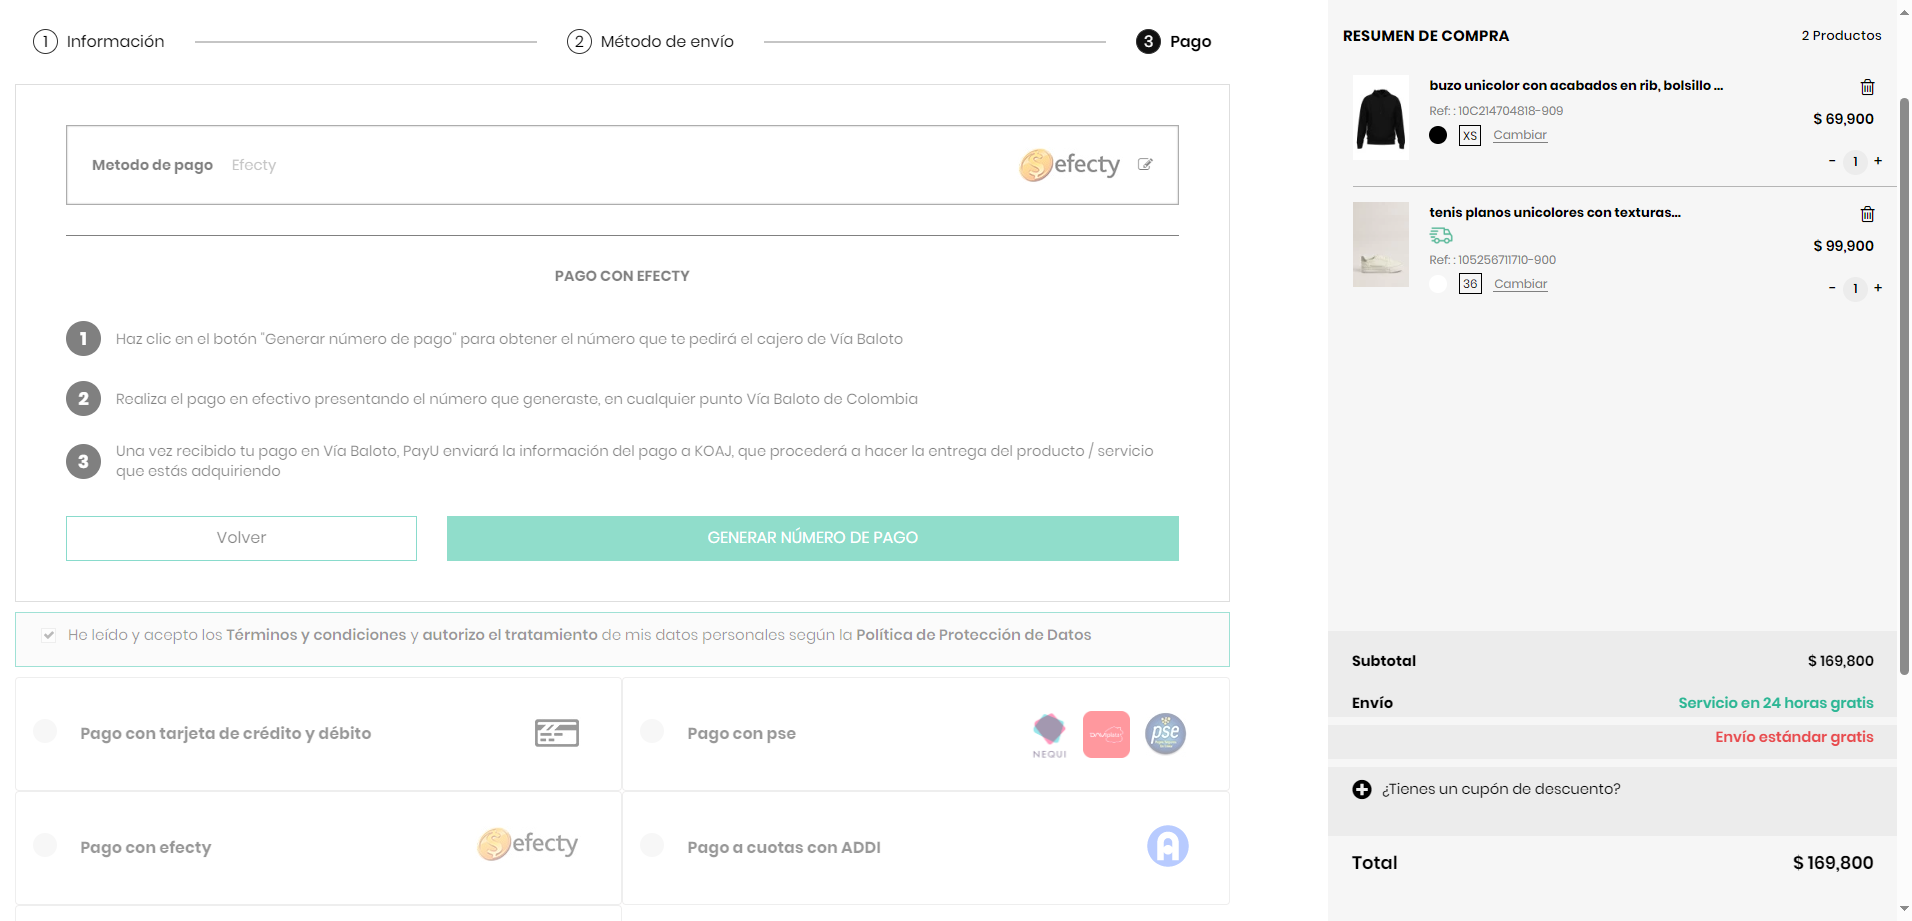 1 Información
2 Método de envío
3 Pago
Metodo de pago Efecty
efecty
PAGO CON EFECTY
1 Haz clic en el botón "Generar número de pago" para obtener el número que te pedirá el cajero de Vía Baloto
2 Realiza el pago en efectivo presentando el número que generaste, en cualquier punto Vía Baloto de Colombia
3 Una vez recibido tu pago en Vía Baloto, PayU enviará la información del pago a KOAJ, que procederá a hacer la entrega del producto / servicio
que estás adquiriendo
Volver
GENERAR NÚMERO DE PAGO
He leído y acepto los Términos y condiciones y autorizo el tratamiento de mis datos personales según la Política de Protección de Datos
Pago con tarjeta de crédito y débito
Pago con pse
NEQUI
pse
Pago con efecty
efecty
Pago a cuotas con ADDI
RESUMEN DE COMPRA
2 Productos
buzo unicolor con acabados en rib, bolsillo ...
Ref: : 10C214704818-909
$ 69,900
XS Cambiar
- 1 +
tenis planos unicolores con texturas...
$ 99,900
Ref: : 105256711710-900
36 Cambiar
- 1 +
Subtotal $ 169,800
Envío Servicio en 24 horas gratis
Envío estándar gratis
¿Tienes un cupón de descuento?
Total $ 169,800